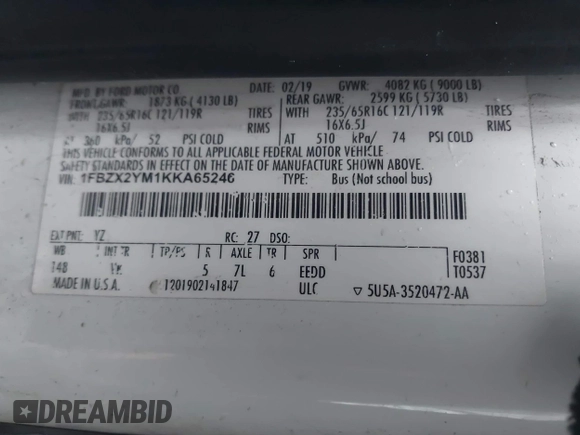 MFD. BY FORD MOTOR CO. DATE: 02/19 GVWR: 4082 KG ( 9000 LB)
FRONT GAWR: 1873 KG ( 4130 LB) REAR GAWR: 2599 KG ( 5730 LB)
WITH 235/65R16C 121/119R TIRES WITH 235/65R16C 121/119R TIRES
16X6.5J RIMS 16X6.5J RIMS
AT 360 kPa/ 52 PSI COLD AT 510 kPa/ 74 PSI COLD
THIS VEHICLE CONFORMS TO ALL APPLICABLE FEDERAL MOTOR VEHICLE
SAFETY STANDARDS IN EFFECT ON THE DATE OF MANUFACTURE SHOWN ABOVE.
VIN: 1FBZX2YM1KKA65246 TYPE: Bus (Not school bus)
EXT PNT: YZ RC: 27 DSO:
WB INT TR TP/PS R AXLE TR SPR F0381
148 5 7L 6 EEDD T0537
MADE IN U.S.A. T201902141847 ULC ▽ 5U5A-3520472-AA
DREAMBID